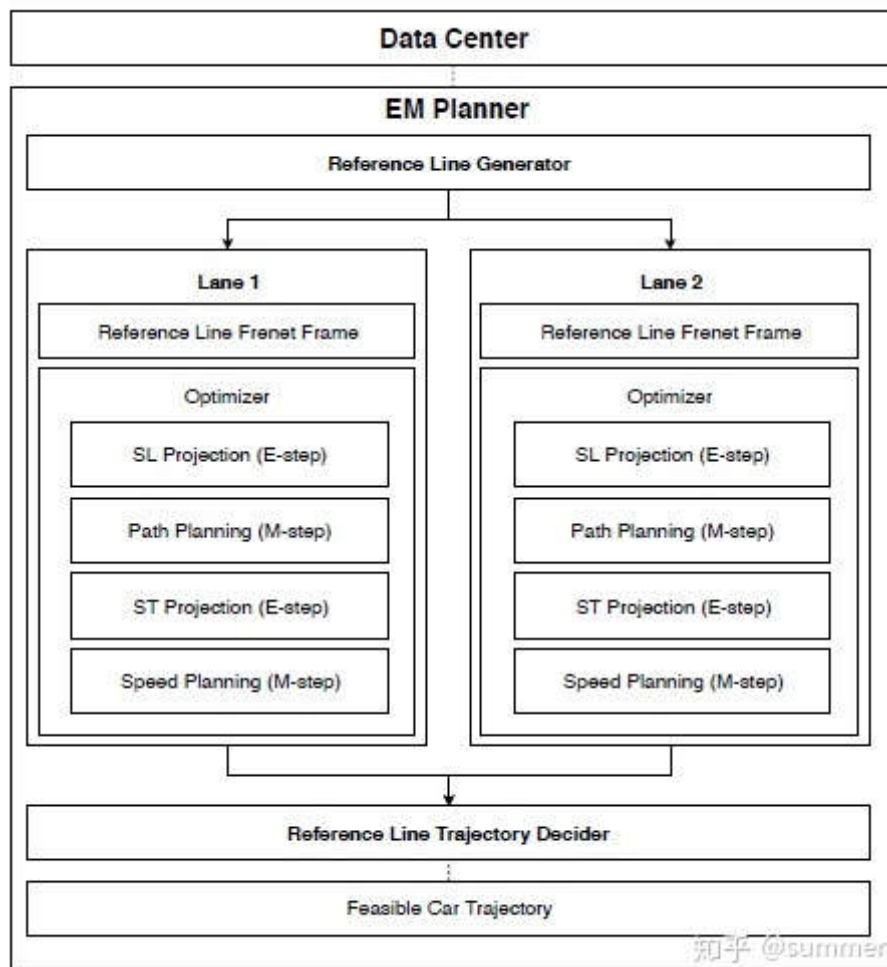 Data Center
EM Planner
Reference Line Generator
Lane 1
Reference Line Frenet Frame
Optimizer
SL Projection (E-step)
Path Planning (M-step)
ST Projection (E-step)
Speed Planning (M-step)
Lane 2
Reference Line Frenet Frame
Optimizer
SL Projection (E-step)
Path Planning (M-step)
ST Projection (E-step)
Speed Planning (M-step)
Reference Line Trajectory Decider
Feasible Car Trajectory
知乎 @summer